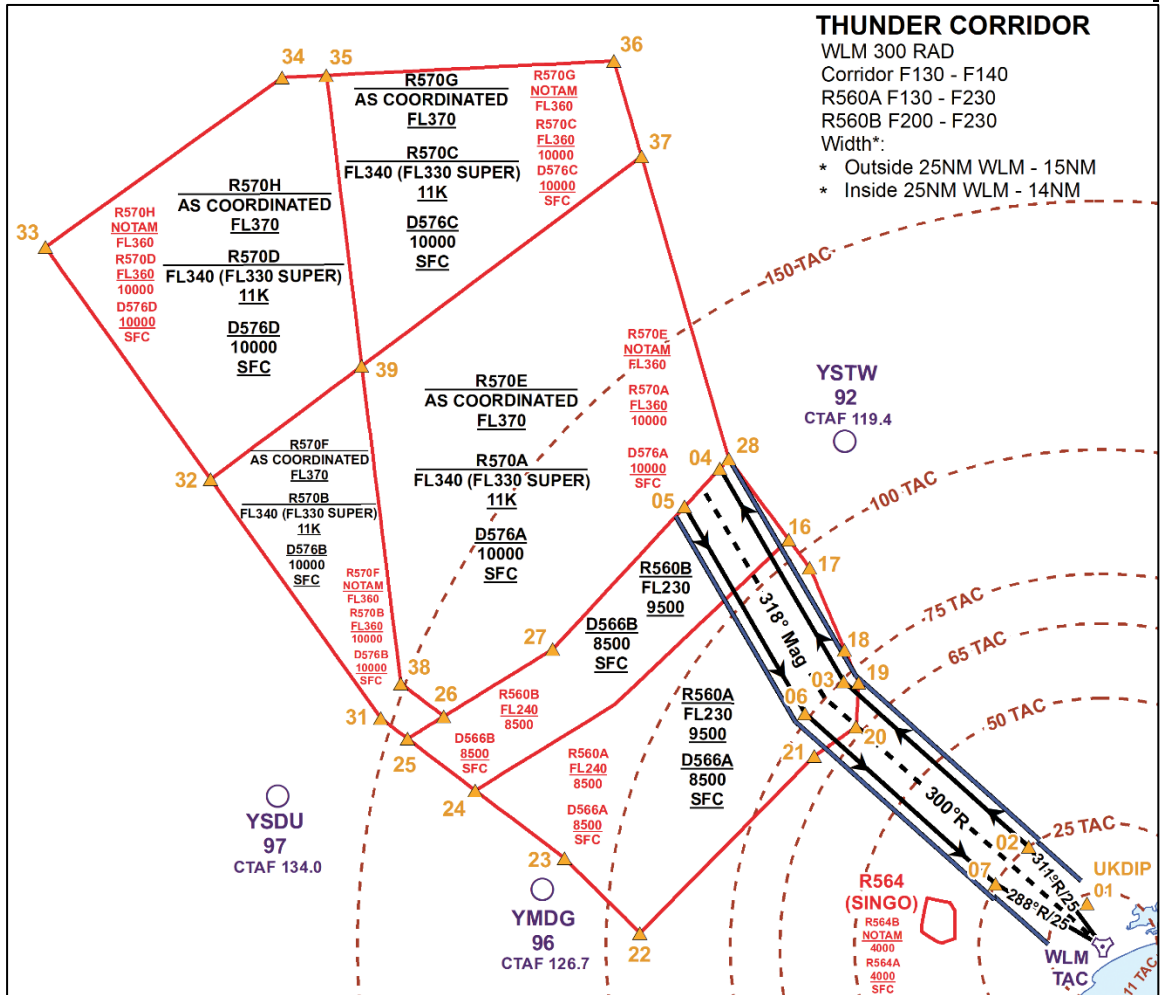 THUNDER CORRIDOR
WLM 300 RAD
Corridor F130 - F140
R560A F130 - F230
R560B F200 - F230
Width*:
* Outside 25NM WLM - 15NM
* Inside 25NM WLM - 14NM
34
35
36
37
33
R570G
AS COORDINATED
FL370
R570C
FL340 (FL330 SUPER)
11K
D576C
10000
SFC
R570G
NOTAM
FL360
R570C
FL360
10000
D576C
10000
SFC
R570H
AS COORDINATED
FL370
R570D
FL340 (FL330 SUPER)
11K
D576D
10000
SFC
R570H
NOTAM
FL360
R570D
FL360
10000
D576D
10000
SFC
150 TAC
39
R570E
AS COORDINATED
FL370
R570A
FL340 (FL330 SUPER)
11K
D576A
10000
SFC
R570E
NOTAM
FL360
R570A
FL360
10000
D576A
10000
SFC
YSTW
92
CTAF 119.4
32
R570F
AS COORDINATED
FL370
R570B
FL340 (FL330 SUPER)
11K
D576B
10000
SFC
R570F
NOTAM
FL360
R570B
FL360
10000
D576B
10000
SFC
04
28
05
16
17
100 TAC
R560B
FL230
9500
D566B
8500
SFC
318° Mag
75 TAC
27
18
65 TAC
38
03
19
R560A
FL230
9500
D566A
8500
SFC
31
26
R560B
FL240
8500
06
50 TAC
20
25
D566B
8500
SFC
R560A
FL240
8500
21
24
D566A
8500
SFC
300°R
YSDU
97
CTAF 134.0
25 TAC
02
23
07
311°R/25
UKDIP
01
R564
(SINGO)
R564B
NOTAM
4000
R564A
4000
SFC
288°R/25
YMDG
96
CTAF 126.7
22
WLM
TAC
11 TAC